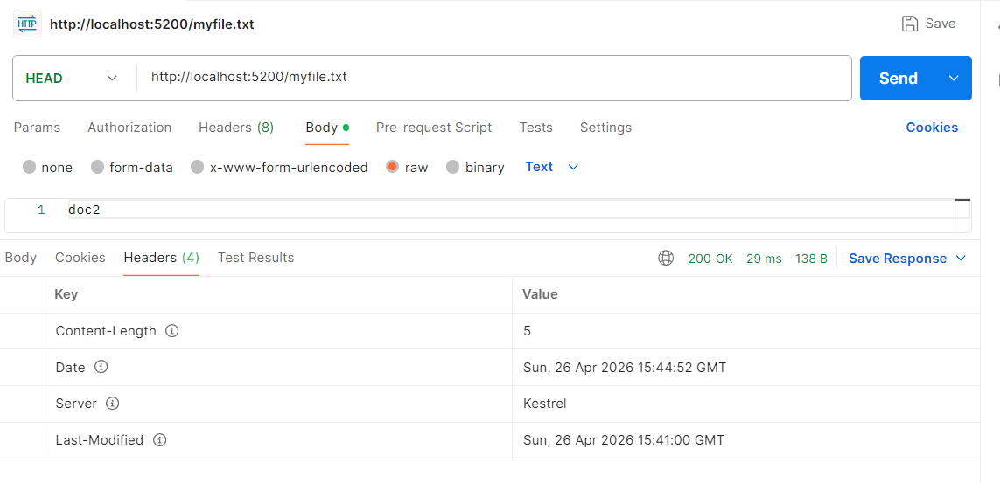 HTTP http://localhost:5200/myfile.txt Save
HEAD http://localhost:5200/myfile.txt Send
Params Authorization Headers (8) Body Pre-request Script Tests Settings Cookies
none form-data x-www-form-urlencoded raw binary Text
1 doc2
Body Cookies Headers (4) Test Results 200 OK 29 ms 138 B Save Response
Key Value
Content-Length 5
Date Sun, 26 Apr 2026 15:44:52 GMT
Server Kestrel
Last-Modified Sun, 26 Apr 2026 15:41:00 GMT